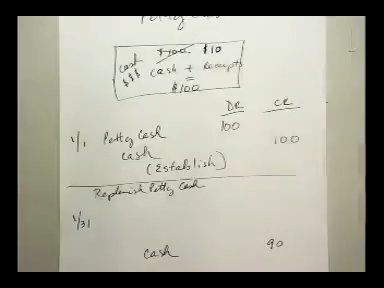 Petty Cas
cash $100 $10
$$$ cash + Receipts
=
$100
DR CR
1/1 Petty Cash 100
cash 100
(Establish)
Replenish Petty Cash
1/31
cash 90